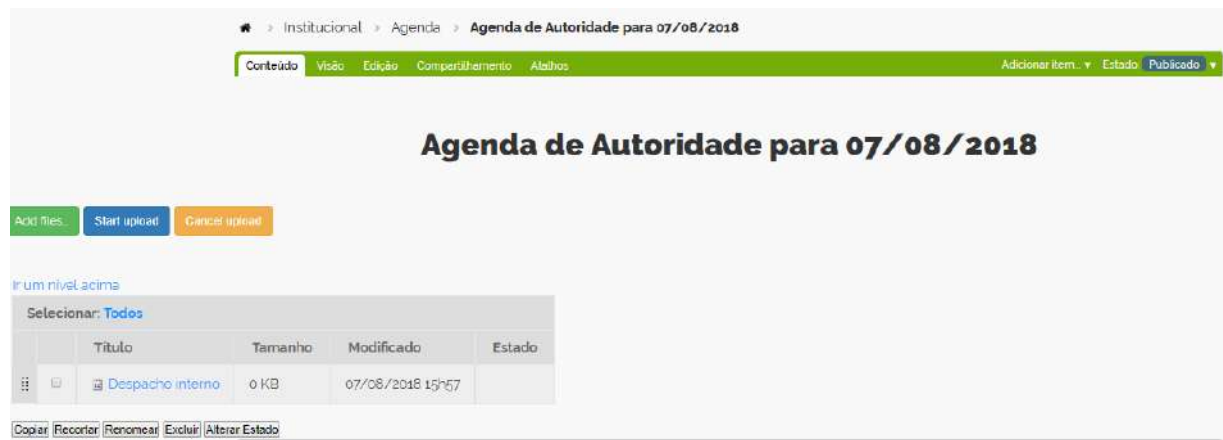 > Institucional > Agenda > Agenda de Autoridade para 07/08/2018
Conteúdo Visão Edição Compartilhamento Atalhos Adicionar item... ▾ Estado: Publicado ▾
Agenda de Autoridade para 07/08/2018
Add files... Start upload Cancel upload
Ir um nível acima
Selecionar: Todos
Título Tamanho Modificado Estado
Despacho interno 0 KB 07/08/2018 15h57
Copiar Recortar Renomear Excluir Alterar Estado